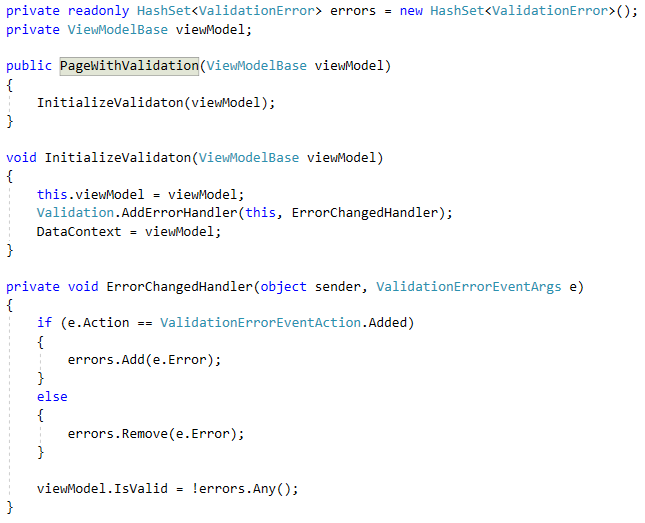 private readonly HashSet<ValidationError> errors = new HashSet<ValidationError>();
private ViewModelBase viewModel;
public PageWithValidation(ViewModelBase viewModel)
{
InitializeValidaton(viewModel);
}
void InitializeValidaton(ViewModelBase viewModel)
{
this.viewModel = viewModel;
Validation.AddErrorHandler(this, ErrorChangedHandler);
DataContext = viewModel;
}
private void ErrorChangedHandler(object sender, ValidationErrorEventArgs e)
{
if (e.Action == ValidationErrorEventAction.Added)
{
errors.Add(e.Error);
}
else
{
errors.Remove(e.Error);
}
viewModel.IsValid = !errors.Any();
}